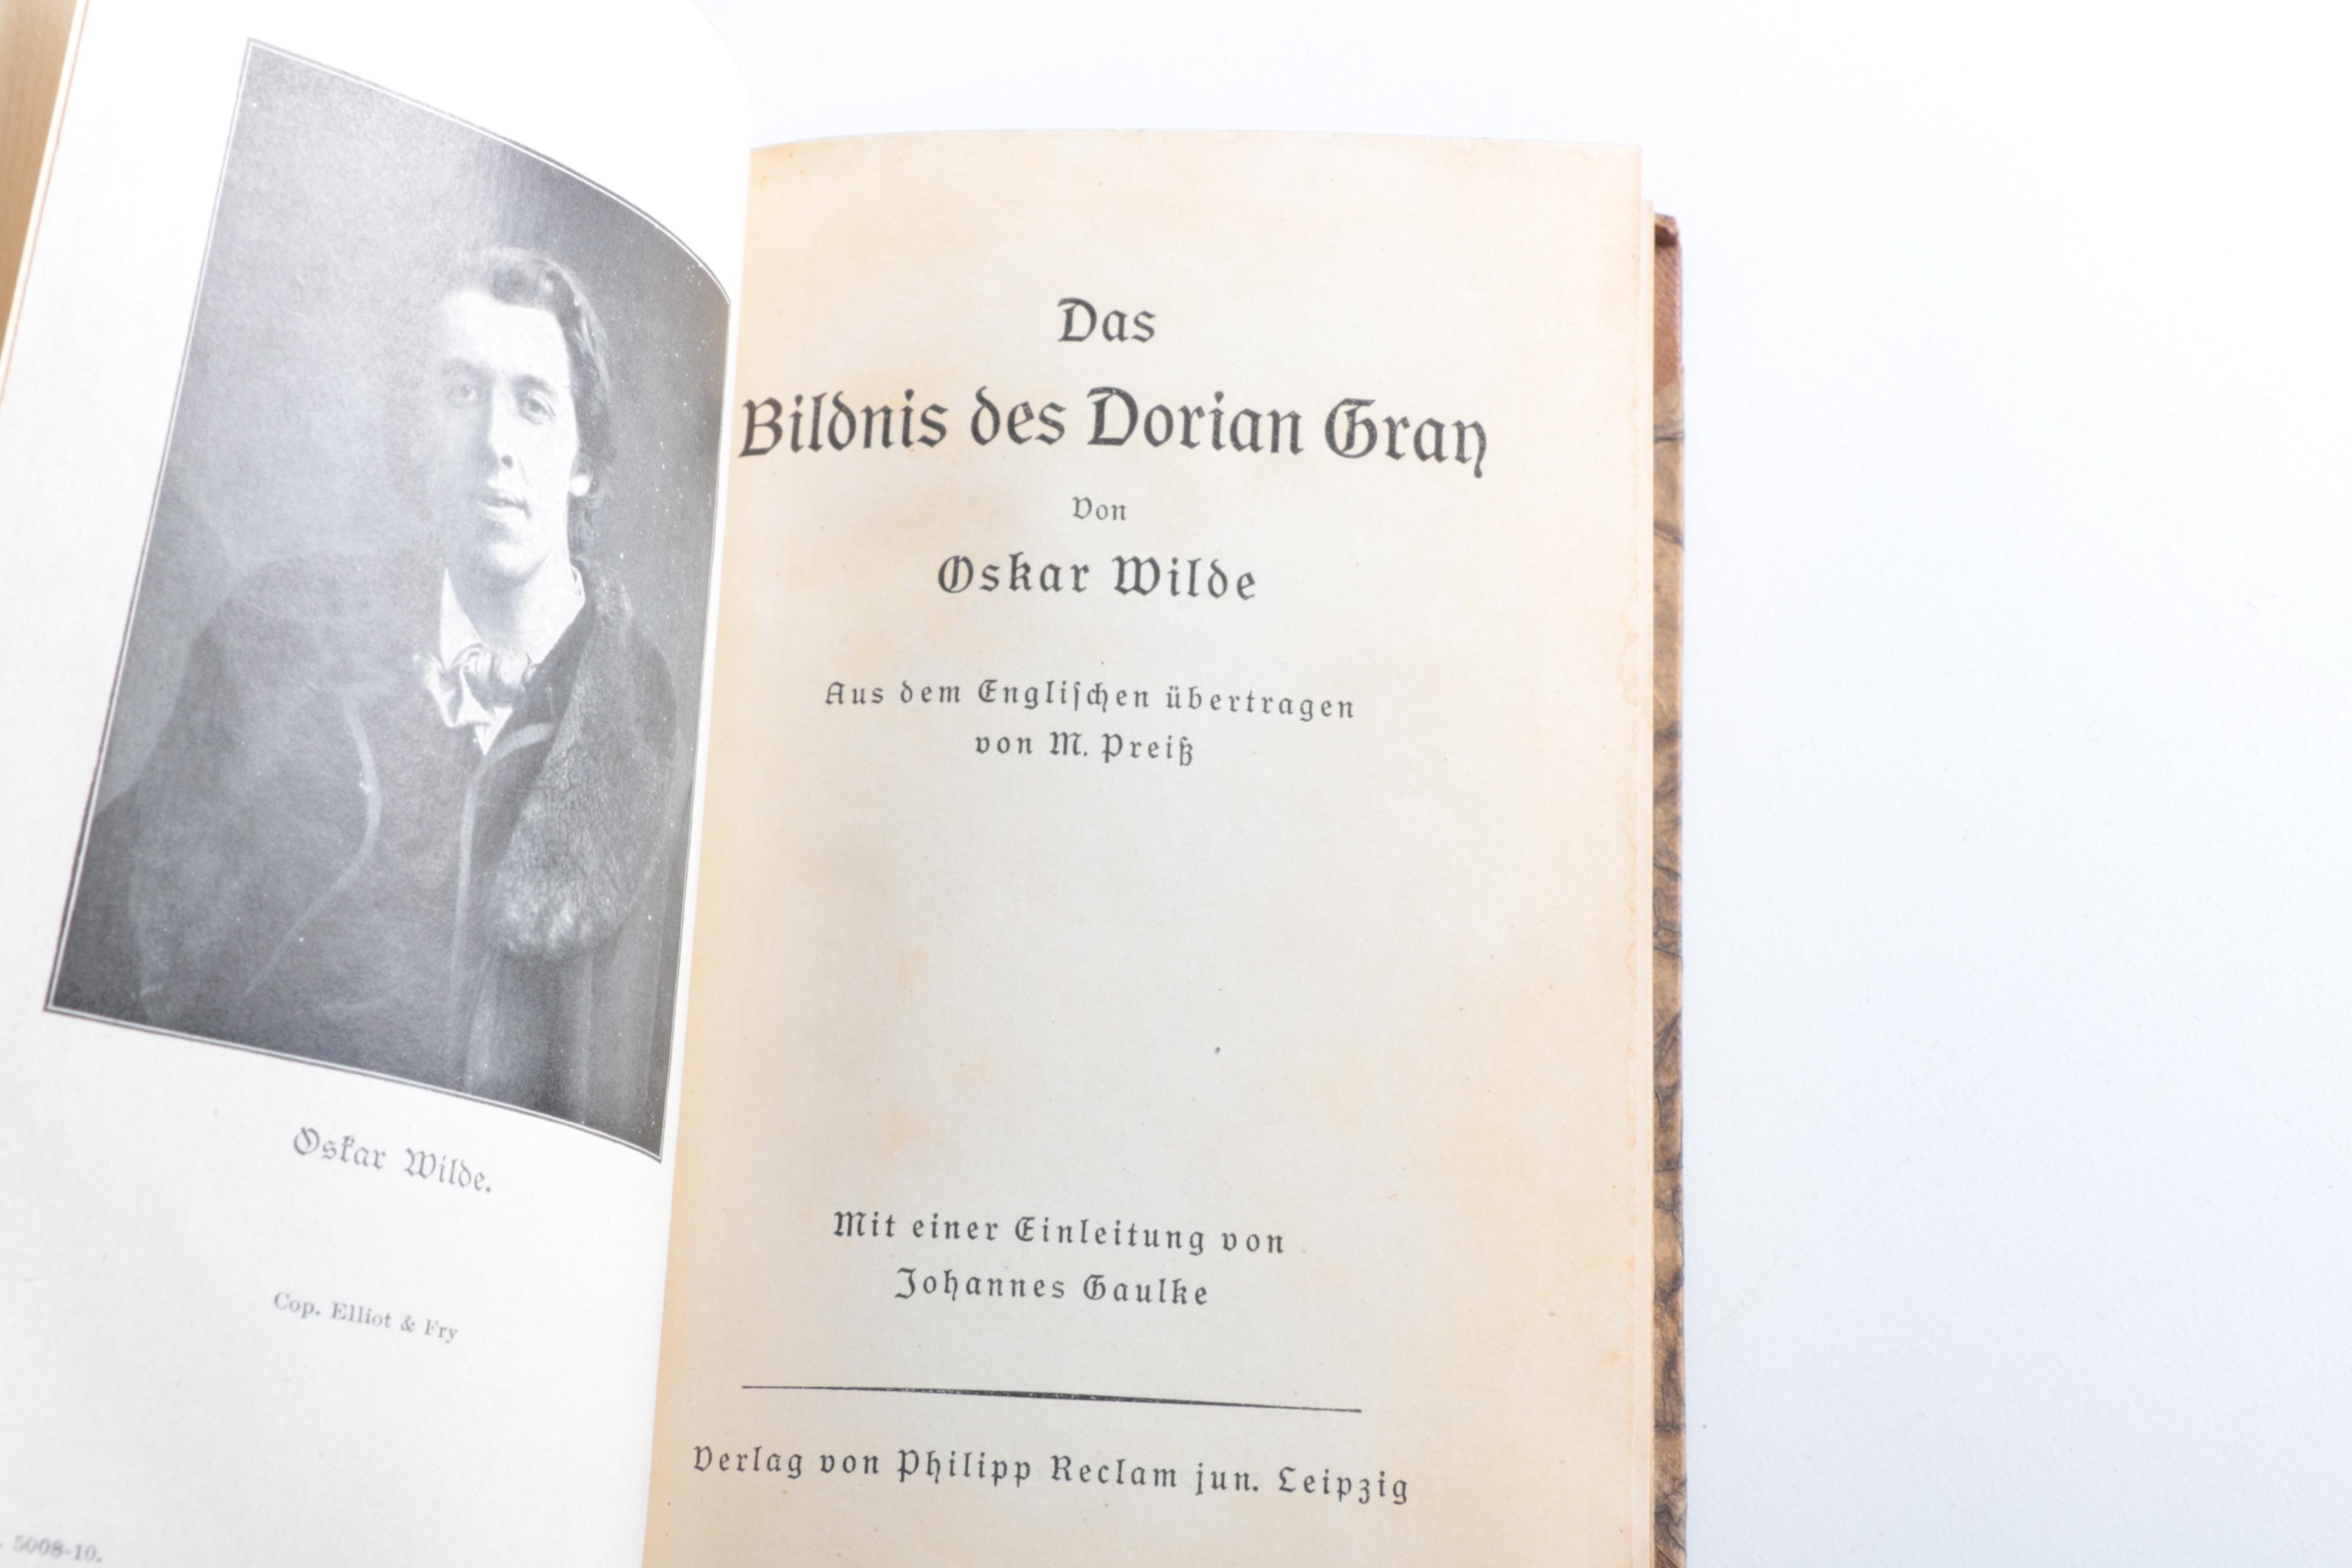 Oskar Wilde.
Cop. Elliot & Fry
5008-10.
Das
Bildnis des Dorian Gray
Von
Oskar Wilde
Aus dem Engliſchen übertragen
von M. Preiß
Mit einer Einleitung von
Johannes Gaulke
Verlag von Philipp Reclam jun. Leipzig